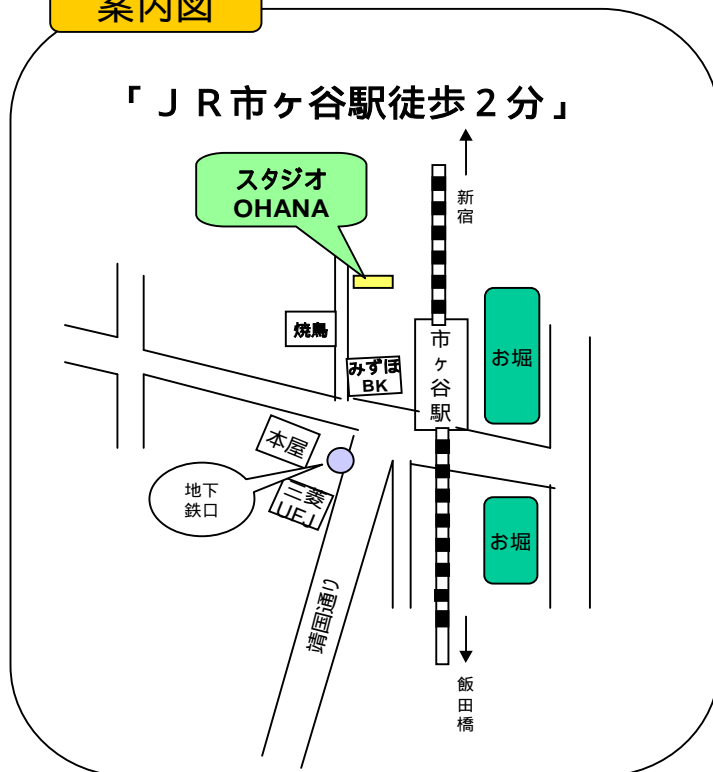 案内図
「ＪＲ市ヶ谷駅徒歩２分」
スタジオ
OHANA
新宿
焼鳥
みずほ
BK
市ヶ谷駅
お堀
本屋
地下
鉄口
三菱
UFJ
お堀
靖国通り
飯田橋